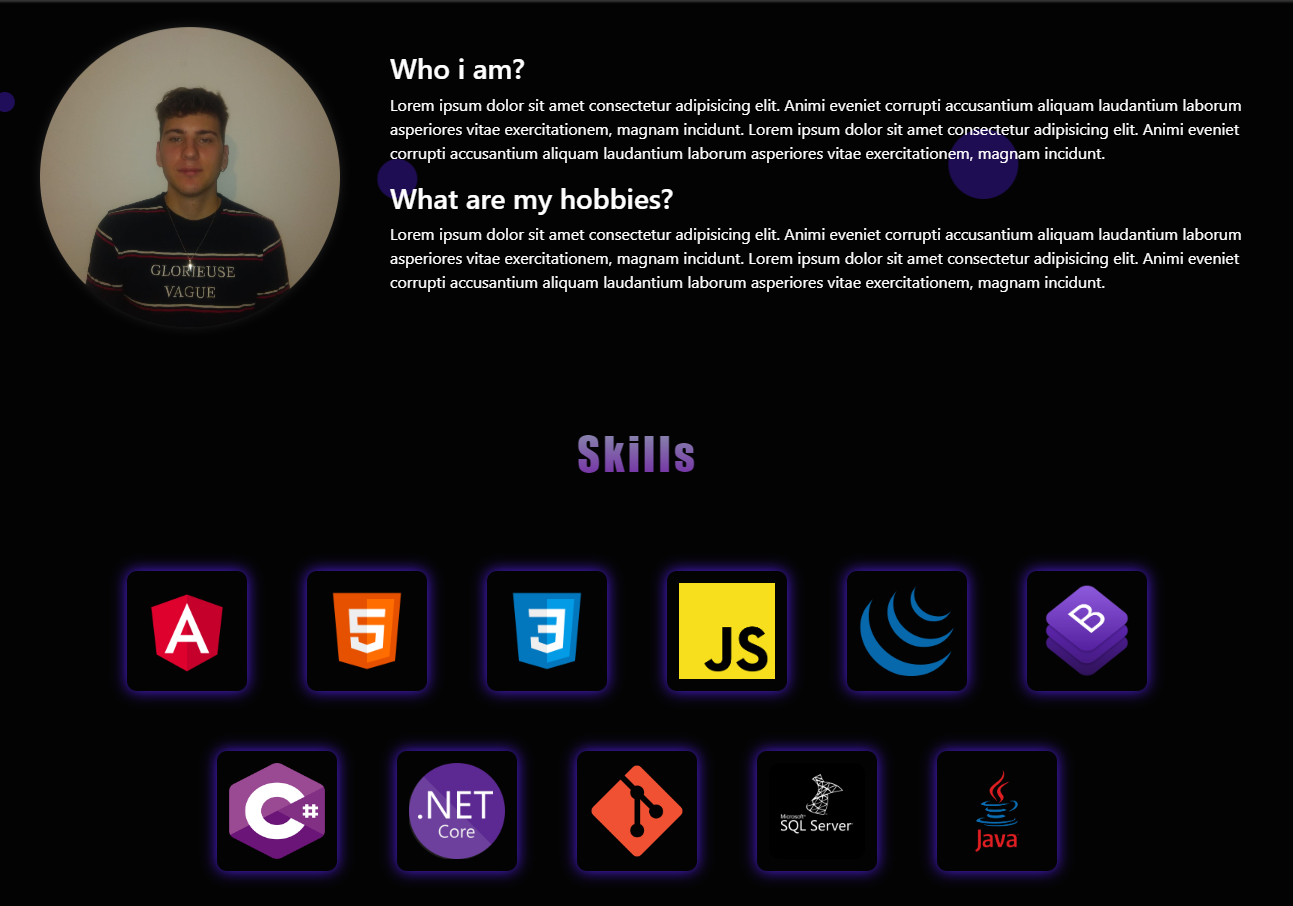 Who i am?
Lorem ipsum dolor sit amet consectetur adipisicing elit. Animi eveniet corrupti accusantium aliquam laudantium laborum
asperiores vitae exercitationem, magnam incidunt. Lorem ipsum dolor sit amet consectetur adipisicing elit. Animi eveniet
corrupti accusantium aliquam laudantium laborum asperiores vitae exercitationem, magnam incidunt.
What are my hobbies?
Lorem ipsum dolor sit amet consectetur adipisicing elit. Animi eveniet corrupti accusantium aliquam laudantium laborum
asperiores vitae exercitationem, magnam incidunt. Lorem ipsum dolor sit amet consectetur adipisicing elit. Animi eveniet
corrupti accusantium aliquam laudantium laborum asperiores vitae exercitationem, magnam incidunt.
GLORIEUSE
VAGUE
Skills
A
5
3
JS
B
C#
.NET
Core
Microsoft
SQL Server
Java